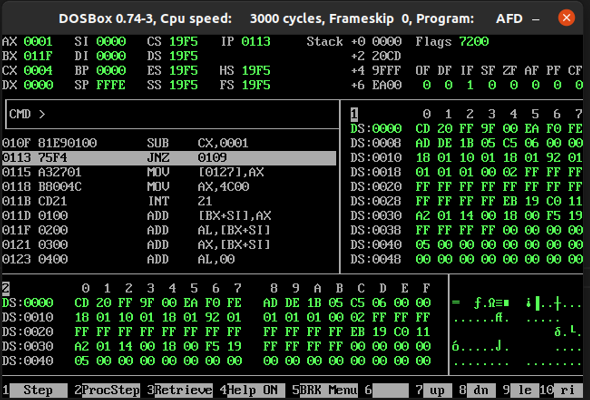 DOSBox 0.74-3, Cpu speed: 3000 cycles, Frameskip 0, Program: AFD
AX 0001 SI 0000 CS 19F5 IP 0113 Stack +0 0000 Flags 7200
BX 011F DI 0000 DS 19F5 +2 20CD
CX 0004 BP 0000 ES 19F5 HS 19F5 +4 9FFF OF DF IF SF ZF AF PF CF
DX 0000 SP FFFE SS 19F5 FS 19F5 +6 EA00 0 0 1 0 0 0 0 0
CMD >
010F 81E90100 SUB CX,0001
0113 75F4 JNZ 0109
0115 A32701 MOV [0127],AX
0118 B8004C MOV AX,4C00
011B CD21 INT 21
011D 0100 ADD [BX+SI],AX
011F 0200 ADD AL,[BX+SI]
0121 0300 ADD AX,[BX+SI]
0123 0400 ADD AL,00
1 0 1 2 3 4 5 6 7
DS:0000 CD 20 FF 9F 00 EA F0 FE
DS:0008 AD DE 1B 05 C5 06 00 00
DS:0010 18 01 10 01 18 01 92 01
DS:0018 01 01 01 00 02 FF FF FF
DS:0020 FF FF FF FF FF FF FF FF
DS:0028 FF FF FF FF EB 19 C0 11
DS:0030 A2 01 14 00 18 00 F5 19
DS:0038 FF FF FF FF 00 00 00 00
DS:0040 05 00 00 00 00 00 00 00
DS:0048 00 00 00 00 00 00 00 00
2 0 1 2 3 4 5 6 7 8 9 A B C D E F
DS:0000 CD 20 FF 9F 00 EA F0 FE AD DE 1B 05 C5 06 00 00
DS:0010 18 01 10 01 18 01 92 01 01 01 01 00 02 FF FF FF
DS:0020 FF FF FF FF FF FF FF FF FF FF FF FF EB 19 C0 11
DS:0030 A2 01 14 00 18 00 F5 19 FF FF FF FF 00 00 00 00
DS:0040 05 00 00 00 00 00 00 00 00 00 00 00 00 00 00 00
1 Step 2 ProcStep 3 Retrieve 4 Help ON 5 BRK Menu 6 7 up 8 dn 9 le 10 ri